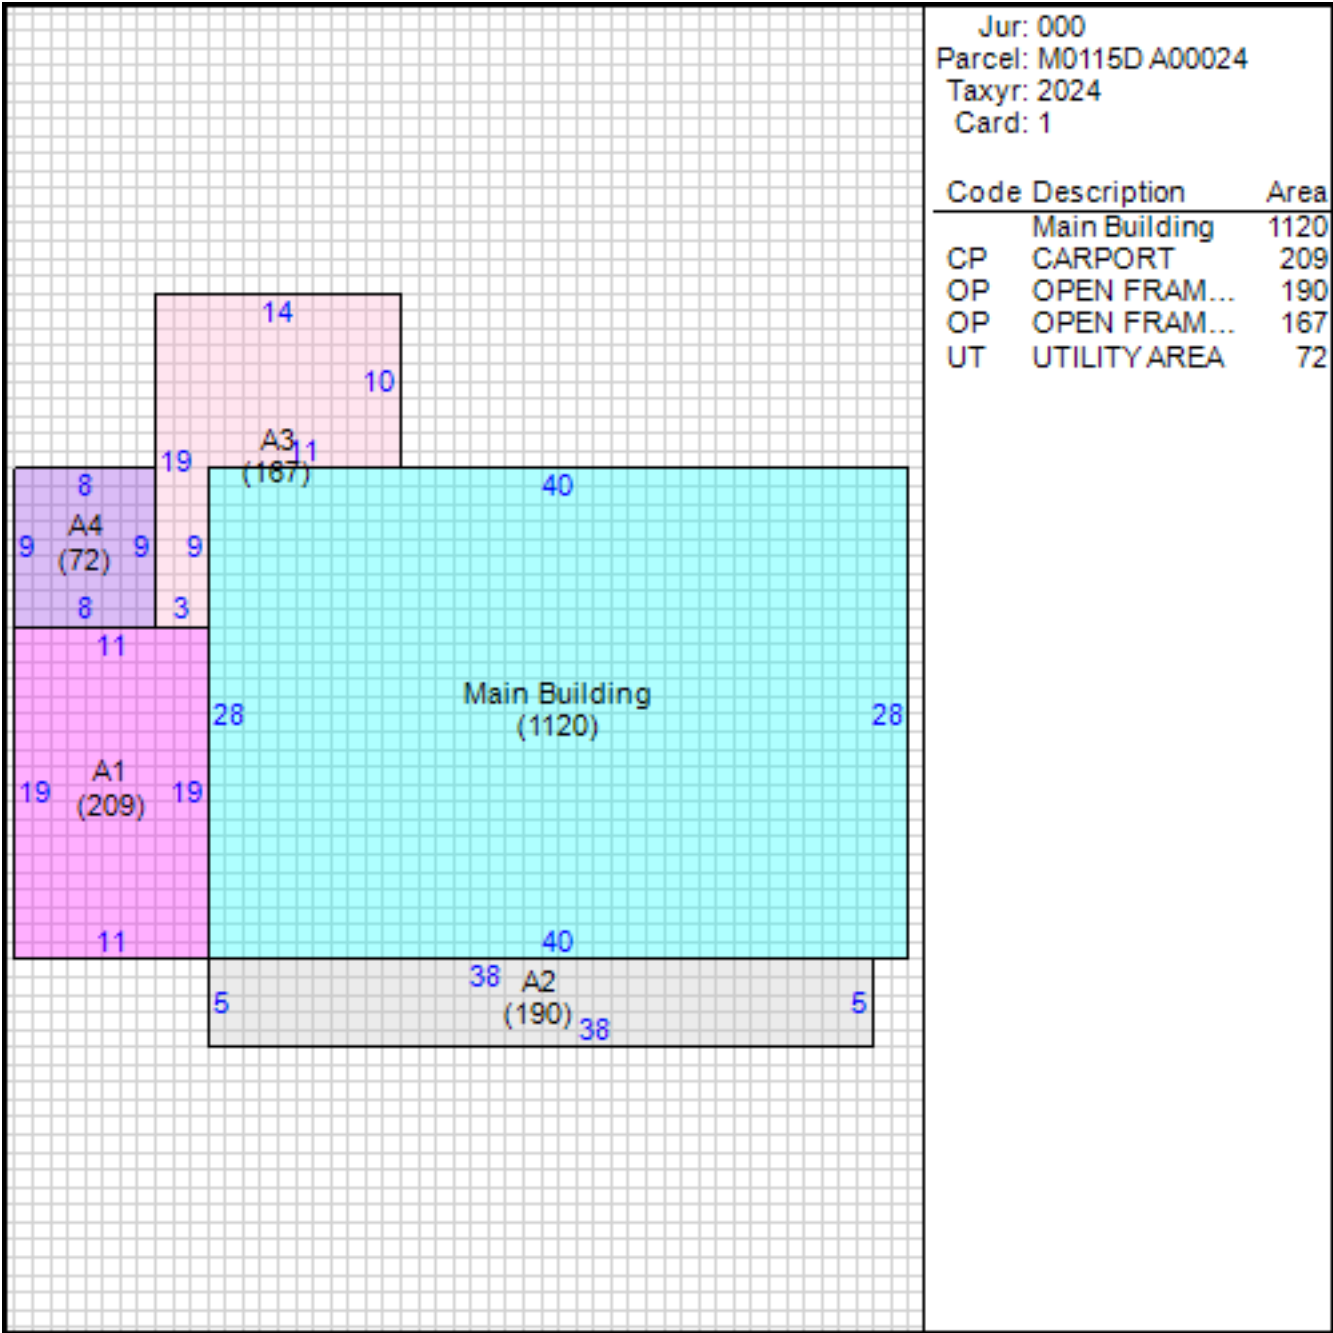 Jur: 000
Parcel: M0115D A00024
Taxyr: 2024
Card: 1
Code Description Area
Main Building 1120
CP CARPORT 209
OP OPEN FRAM... 190
OP OPEN FRAM... 167
UT UTILITY AREA 72
14
10
A3
11
19
(167)
8
40
A4
9 9 9
(72)
8 3
11
Main Building
28 28
(1120)
A1
19 19
(209)
11 40
38 A2
5 5
(190)
38